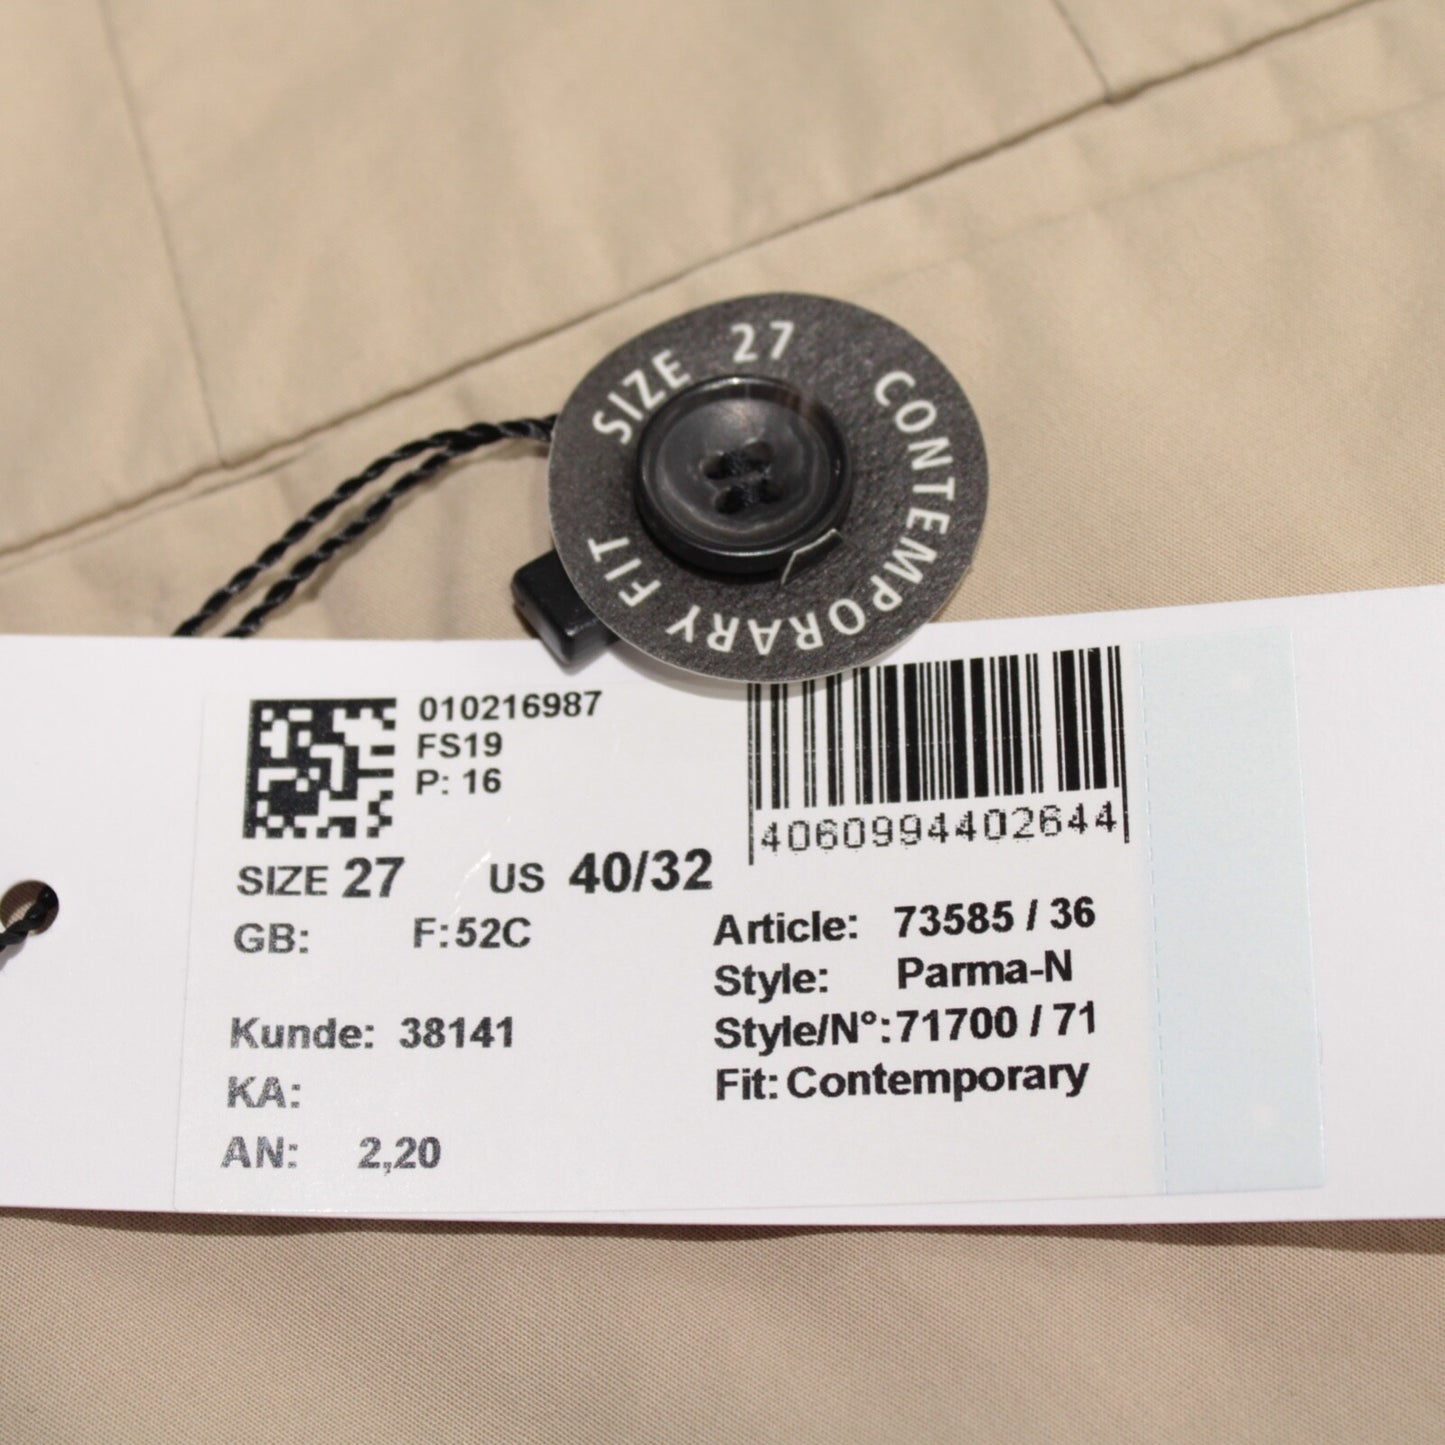 SIZE 27 CONTEMPORARY FIT
010216987
FS19
P: 16
4060994402644
SIZE 27 US 40/32
GB: F:52C
Article: 73585 / 36
Style: Parma-N
Kunde: 38141
Style/N°:71700 / 71
KA:
Fit: Contemporary
AN: 2,20